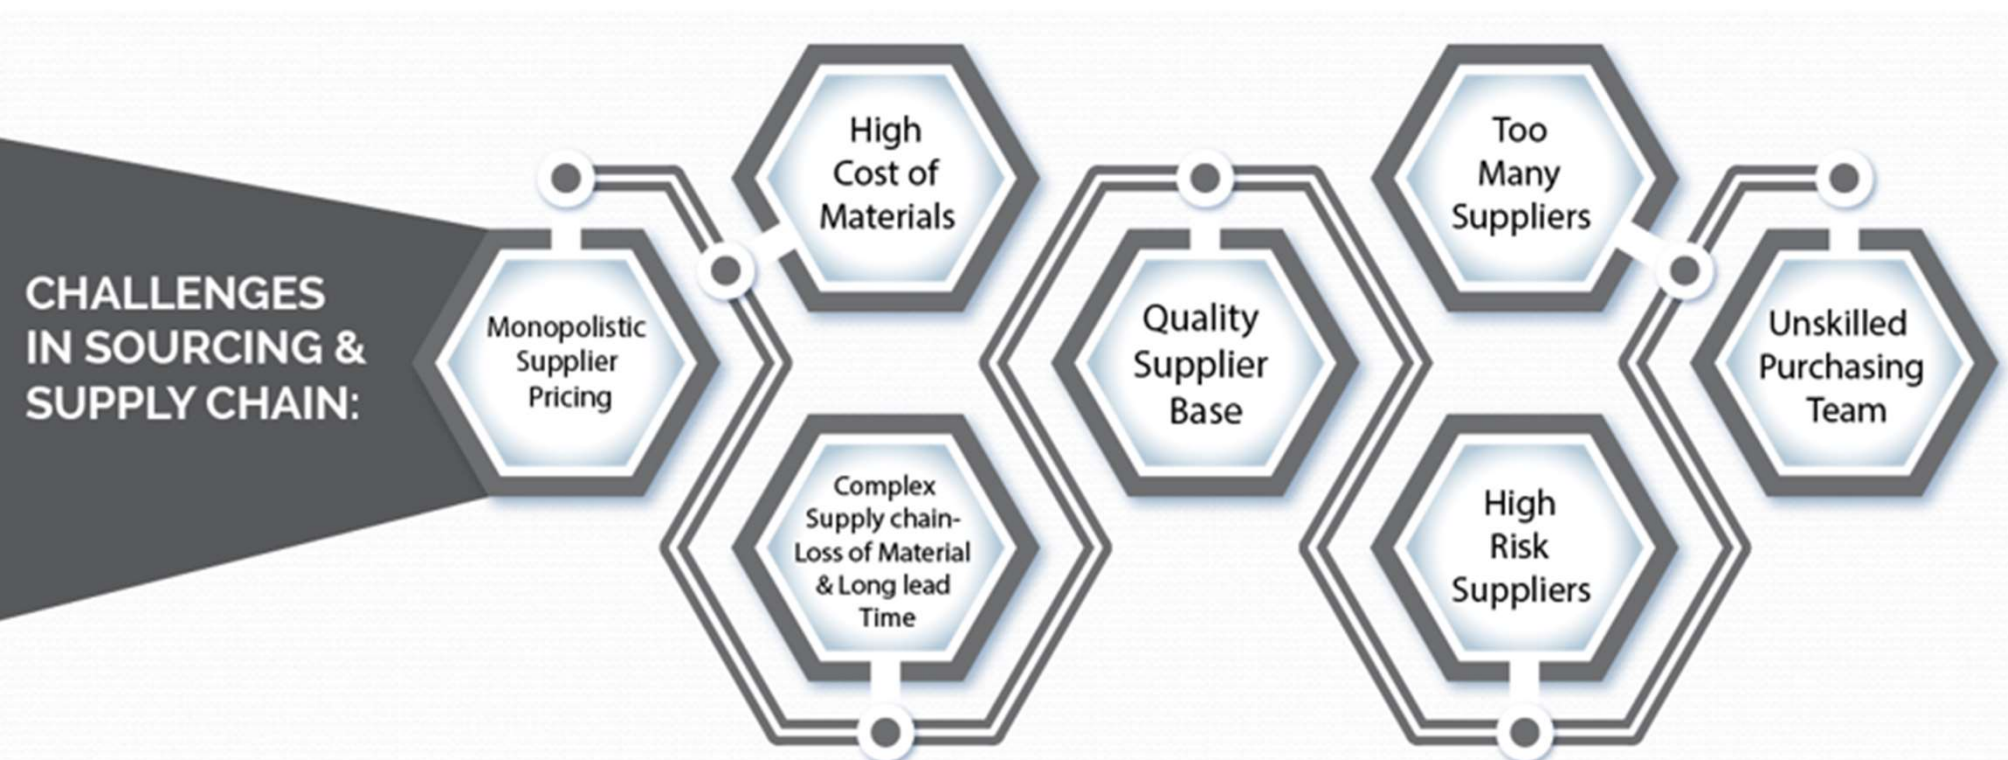 CHALLENGES
IN SOURCING &
SUPPLY CHAIN:
Monopolistic
Supplier
Pricing
High
Cost of
Materials
Complex
Supply chain-
Loss of Material
& Long lead
Time
Quality
Supplier
Base
Too
Many
Suppliers
High
Risk
Suppliers
Unskilled
Purchasing
Team